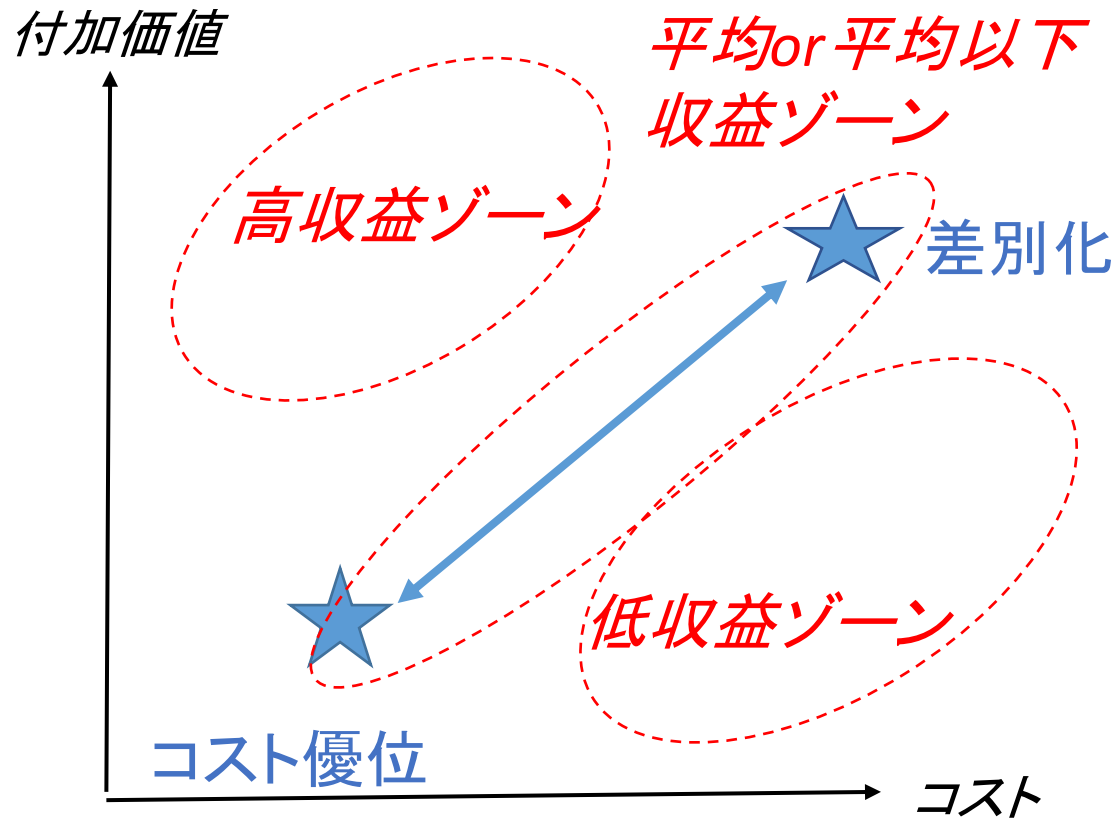 付加価値
平均or平均以下
収益ゾーン
高収益ゾーン
差別化
低収益ゾーン
コスト優位
コスト